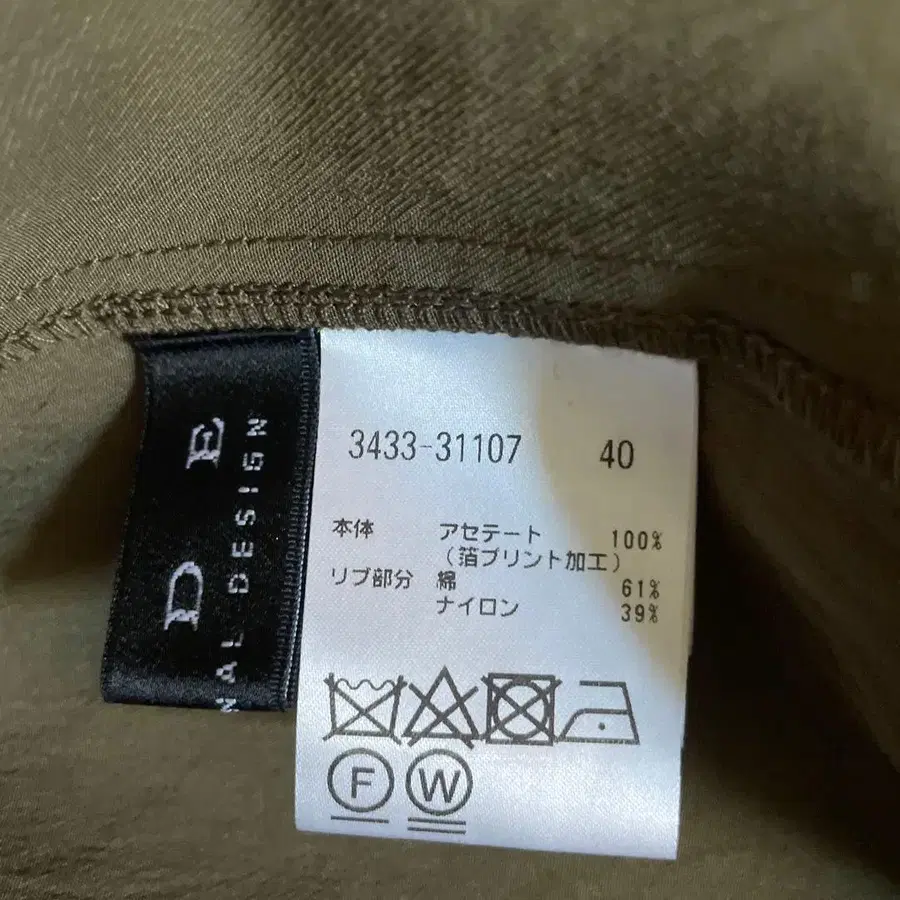 3433-31107 40
本体 アセテート 100%
(箔プリント加工)
リブ部分 綿 61%
ナイロン 39%
F W
D E
NAL DESIGN